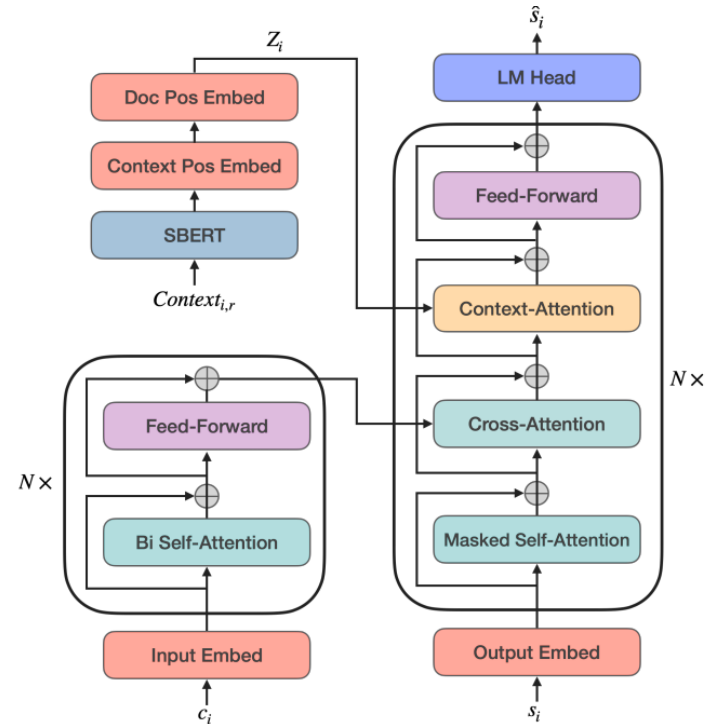 Z_i
Doc Pos Embed
Context Pos Embed
SBERT
Context_{i,r}
Feed-Forward
N ×
Bi Self-Attention
Input Embed
c_i
ŝ_i
LM Head
Feed-Forward
Context-Attention
N ×
Cross-Attention
Masked Self-Attention
Output Embed
s_i